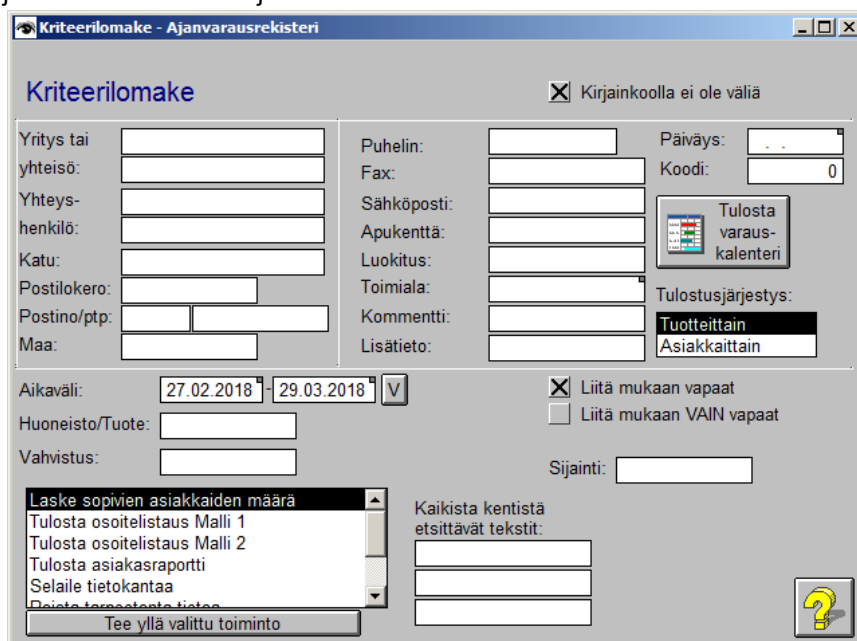 Kriteerilomake - Ajanvarausrekisteri
Kriteerilomake
Kirjainkoolla ei ole väliä
Yritys tai
yhteisö:
Yhteys-
henkilö:
Katu:
Postilokero:
Postino/ptp:
Maa:
Puhelin:
Fax:
Sähköposti:
Apukenttä:
Luokitus:
Toimiala:
Kommentti:
Lisätieto:
Päiväys: . .
Koodi: 0
Tulosta
varaus-
kalenteri
Tulostusjärjestys:
Tuotteittain
Asiakkaittain
Aikaväli: 27.02.2018 - 29.03.2018 V
Huoneisto/Tuote:
Vahvistus:
Liitä mukaan vapaat
Liitä mukaan VAIN vapaat
Sijainti:
Laske sopivien asiakkaiden määrä
Tulosta osoitelistaus Malli 1
Tulosta osoitelistaus Malli 2
Tulosta asiakasraportti
Selaile tietokantaa
Tee yllä valittu toiminto
Kaikista kentistä
etsittävät tekstit: